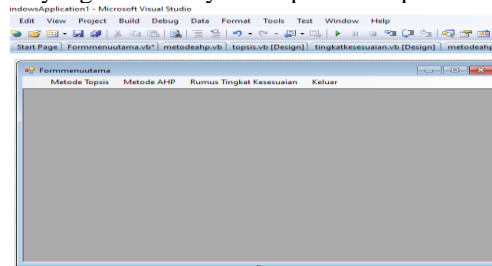 indowsApplication1 - Microsoft Visual Studio
Edit View Project Build Debug Data Format Tools Test Window Help
Start Page Formmenuutama.vb* metodeahp.vb topsis.vb [Design] tingkatkesesuaian.vb [Design] metodeahp
Formmenuutama
Metode Topsis Metode AHP Rumus Tingkat Kesesuaian Keluar